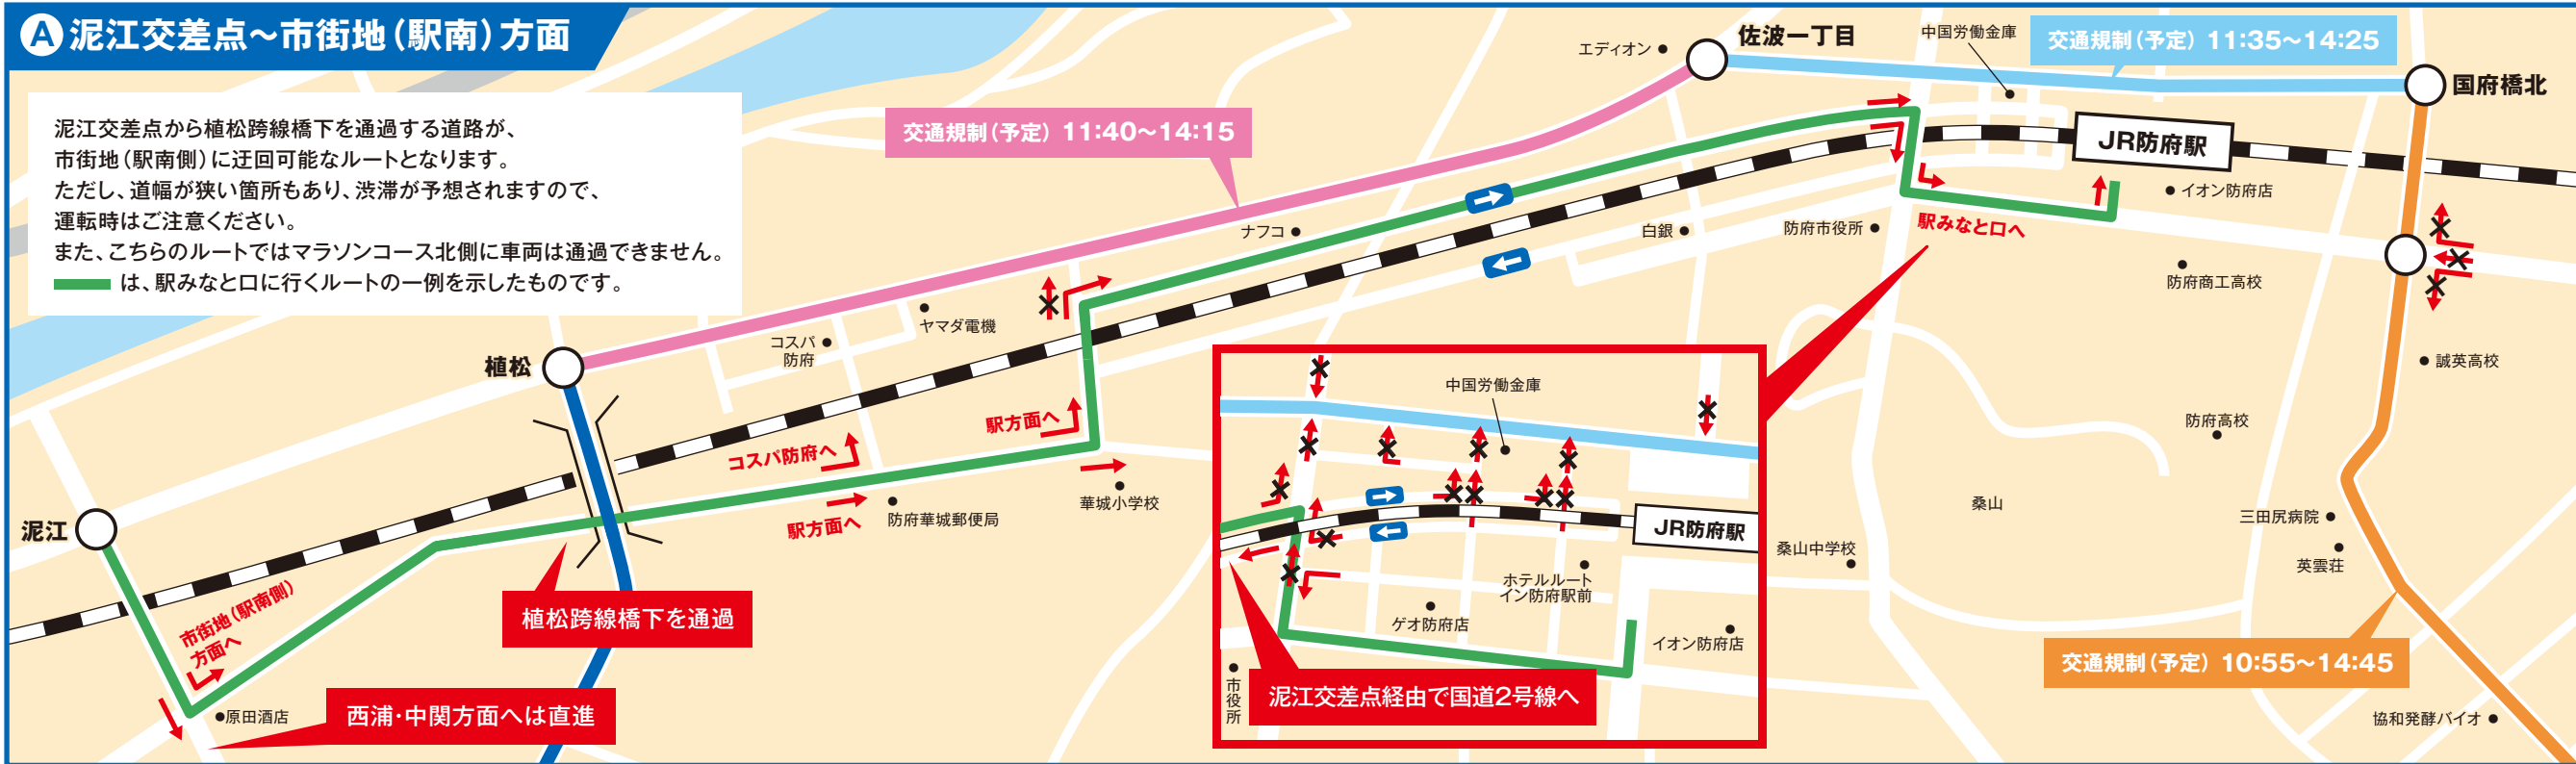 A 泥江交差点～市街地（駅南）方面
泥江交差点から植松跨線橋下を通過する道路が、
市街地（駅南側）に迂回可能なルートとなります。
ただし、道幅が狭い箇所もあり、渋滞が予想されますので、
運転時はご注意ください。
また、こちらのルートではマラソンコース北側に車両は通過できません。
は、駅みなと口に行くルートの一例を示したものです。
エディオン
佐波一丁目
中国労働金庫
交通規制（予定）11:35～14:25
国府橋北
交通規制（予定）11:40～14:15
JR防府駅
イオン防府店
ナフコ
白銀
防府市役所
駅みなと口へ
防府商工高校
ヤマダ電機
コスパ
防府
植松
誠英高校
防府高校
コスパ防府へ
駅方面へ
駅方面へ
防府華城郵便局
華城小学校
泥江
市街地（駅南側）
方面へ
植松跨線橋下を通過
原田酒店
西浦・中関方面へは直進
中国労働金庫
JR防府駅
ホテルルート
イン防府駅前
ゲオ防府店
イオン防府店
市役所
泥江交差点経由で国道2号線へ
桑山
桑山中学校
三田尻病院
英雲荘
交通規制（予定）10:55～14:45
協和発酵バイオ